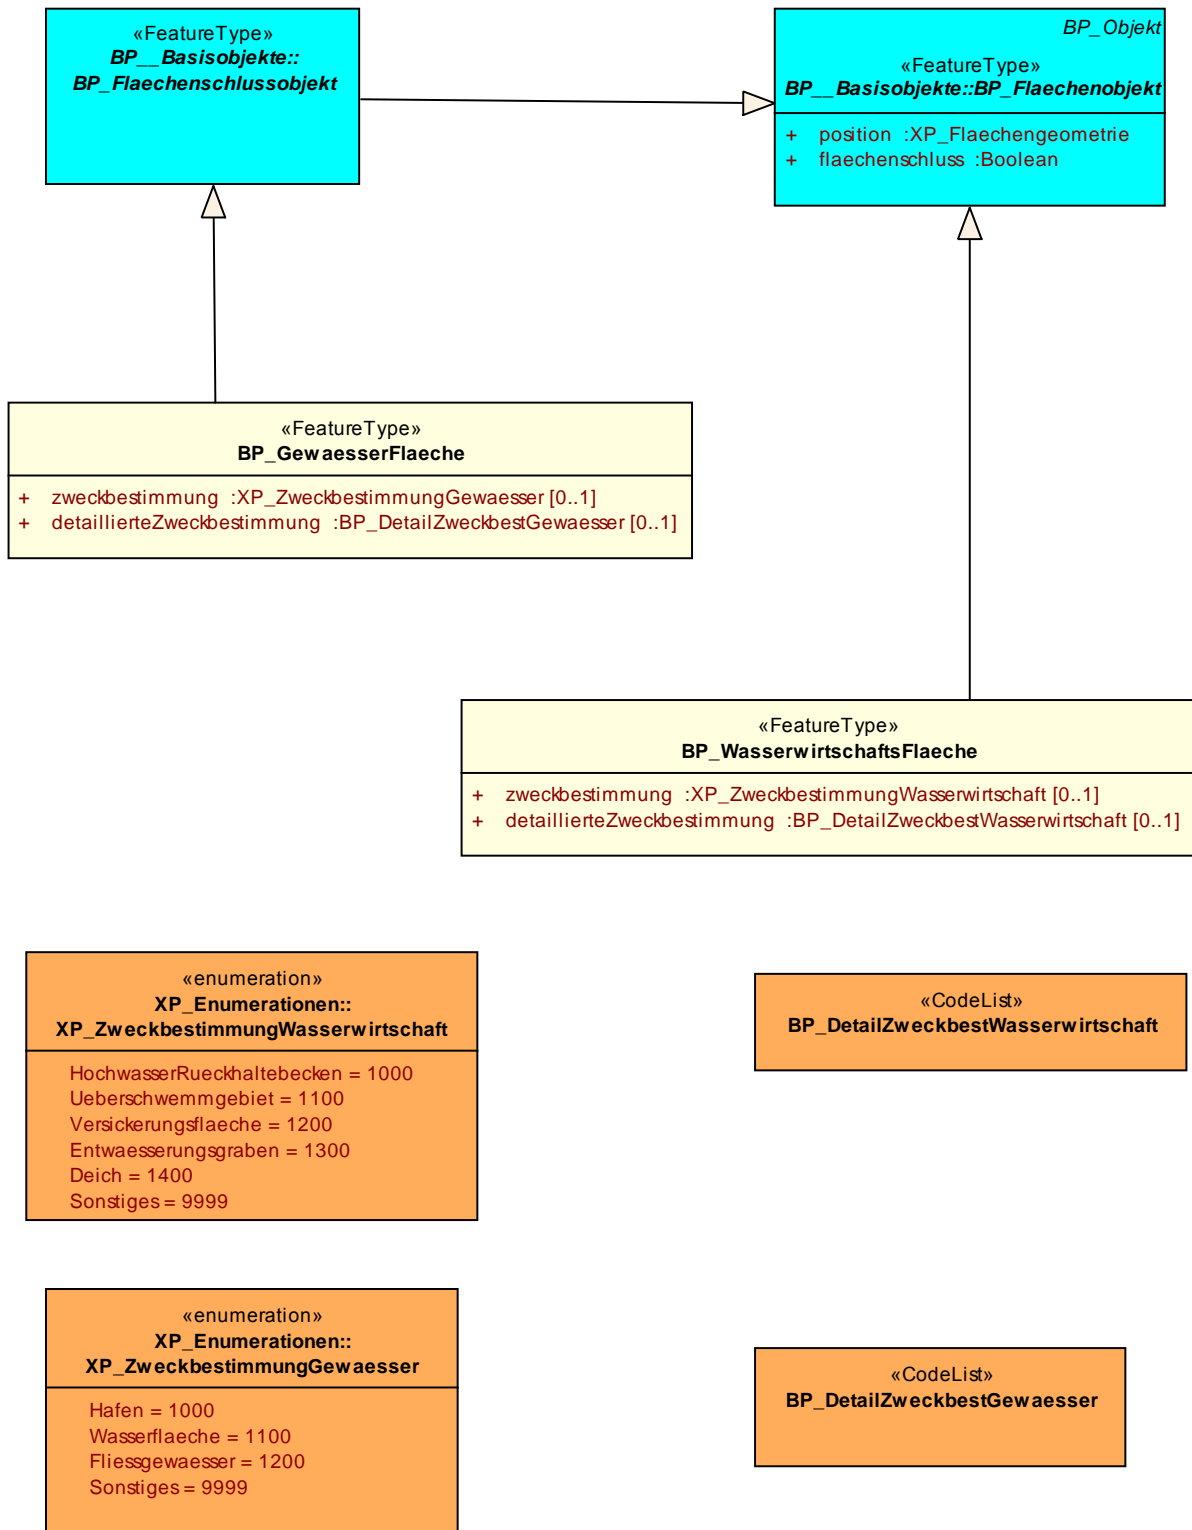 «FeatureType»
BP__Basisobjekte::
BP_Flaechenschlussobjekt
BP_Objekt
«FeatureType»
BP__Basisobjekte::BP_Flaechenobjekt
+ position :XP_Flaechengeometrie
+ flaechenschluss :Boolean
«FeatureType»
BP_GewaesserFlaeche
+ zweckbestimmung :XP_ZweckbestimmungGewaesser [0..1]
+ detaillierteZweckbestimmung :BP_DetailZweckbestGewaesser [0..1]
«FeatureType»
BP_WasserwirtschaftsFlaeche
+ zweckbestimmung :XP_ZweckbestimmungWasserwirtschaft [0..1]
+ detaillierteZweckbestimmung :BP_DetailZweckbestWasserwirtschaft [0..1]
«enumeration»
XP_Enumerationen::
XP_ZweckbestimmungWasserwirtschaft
HochwasserRueckhaltebecken = 1000
Ueberschwemmgebiet = 1100
Versickerungsflaeche = 1200
Entwaesserungsgraben = 1300
Deich = 1400
Sonstiges = 9999
«CodeList»
BP_DetailZweckbestWasserwirtschaft
«enumeration»
XP_Enumerationen::
XP_ZweckbestimmungGewaesser
Hafen = 1000
Wasserflaeche = 1100
Fliessgewaesser = 1200
Sonstiges = 9999
«CodeList»
BP_DetailZweckbestGewaesser